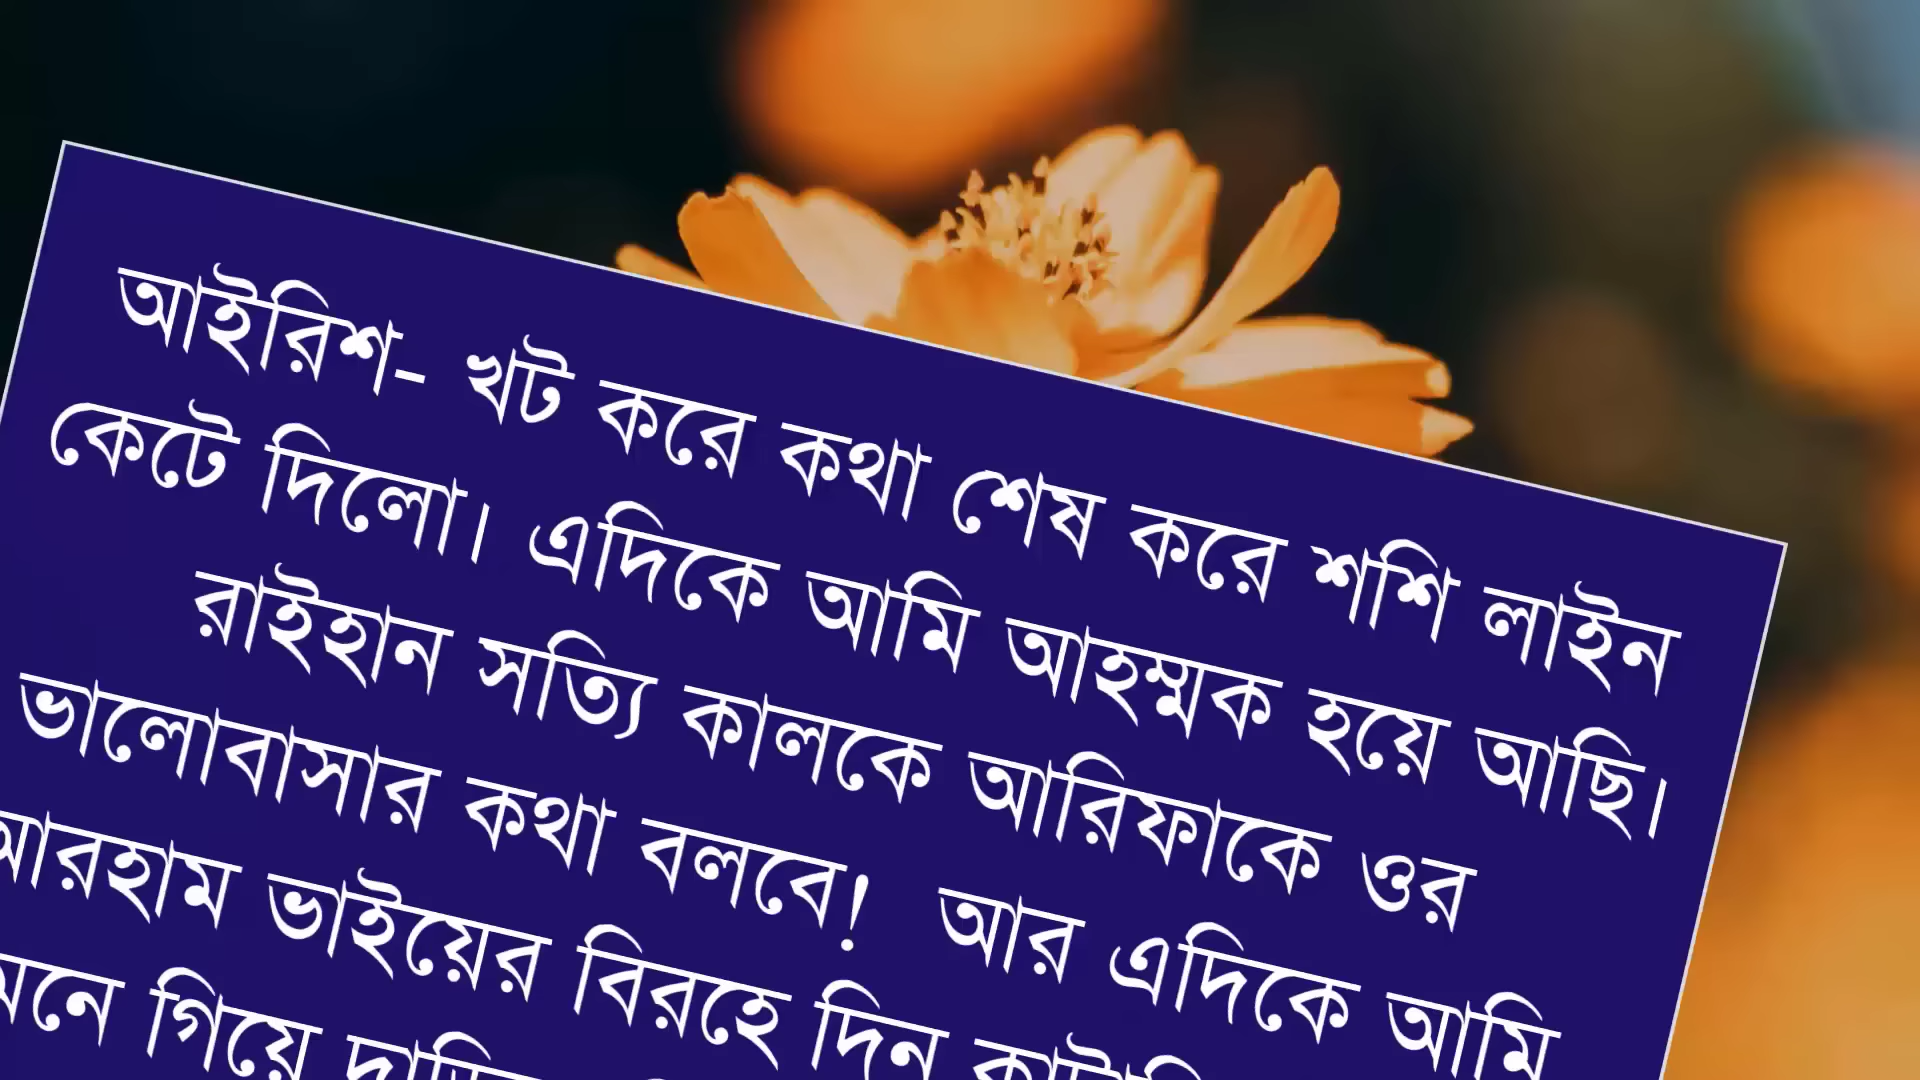 আইরিশ- খট করে কথা শেষ করে শশি লাইন
কেটে দিলো। এদিকে আমি আহম্মক হয়ে আছি।
রাইহান সত্যি কালকে আরিফাকে ওর
ভালোবাসার কথা বলবে! আর এদিকে আমি
আরহাম ভাইয়ের বিরহে দিন
গিয়ে